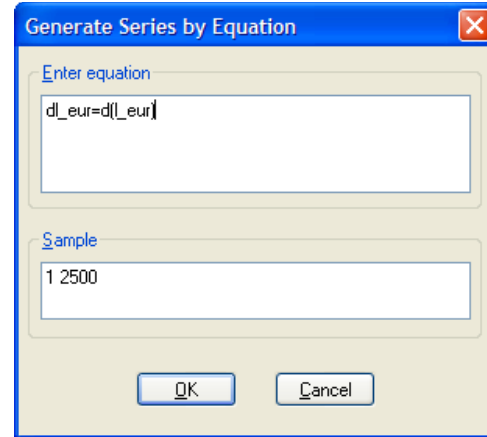 Generate Series by Equation
Enter equation
dl_eur=d(l_eur)
Sample
1 2500
OK
Cancel